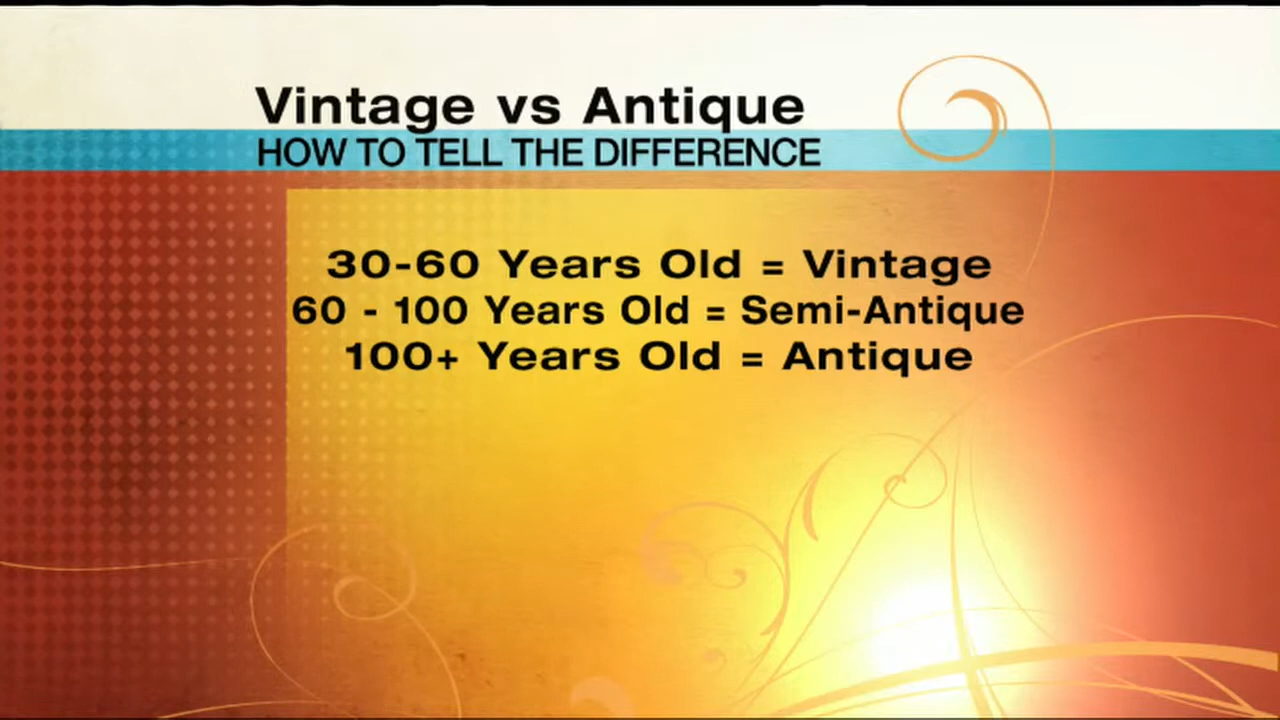 Vintage vs Antique
HOW TO TELL THE DIFFERENCE
30-60 Years Old = Vintage
60 - 100 Years Old = Semi-Antique
100+ Years Old = Antique